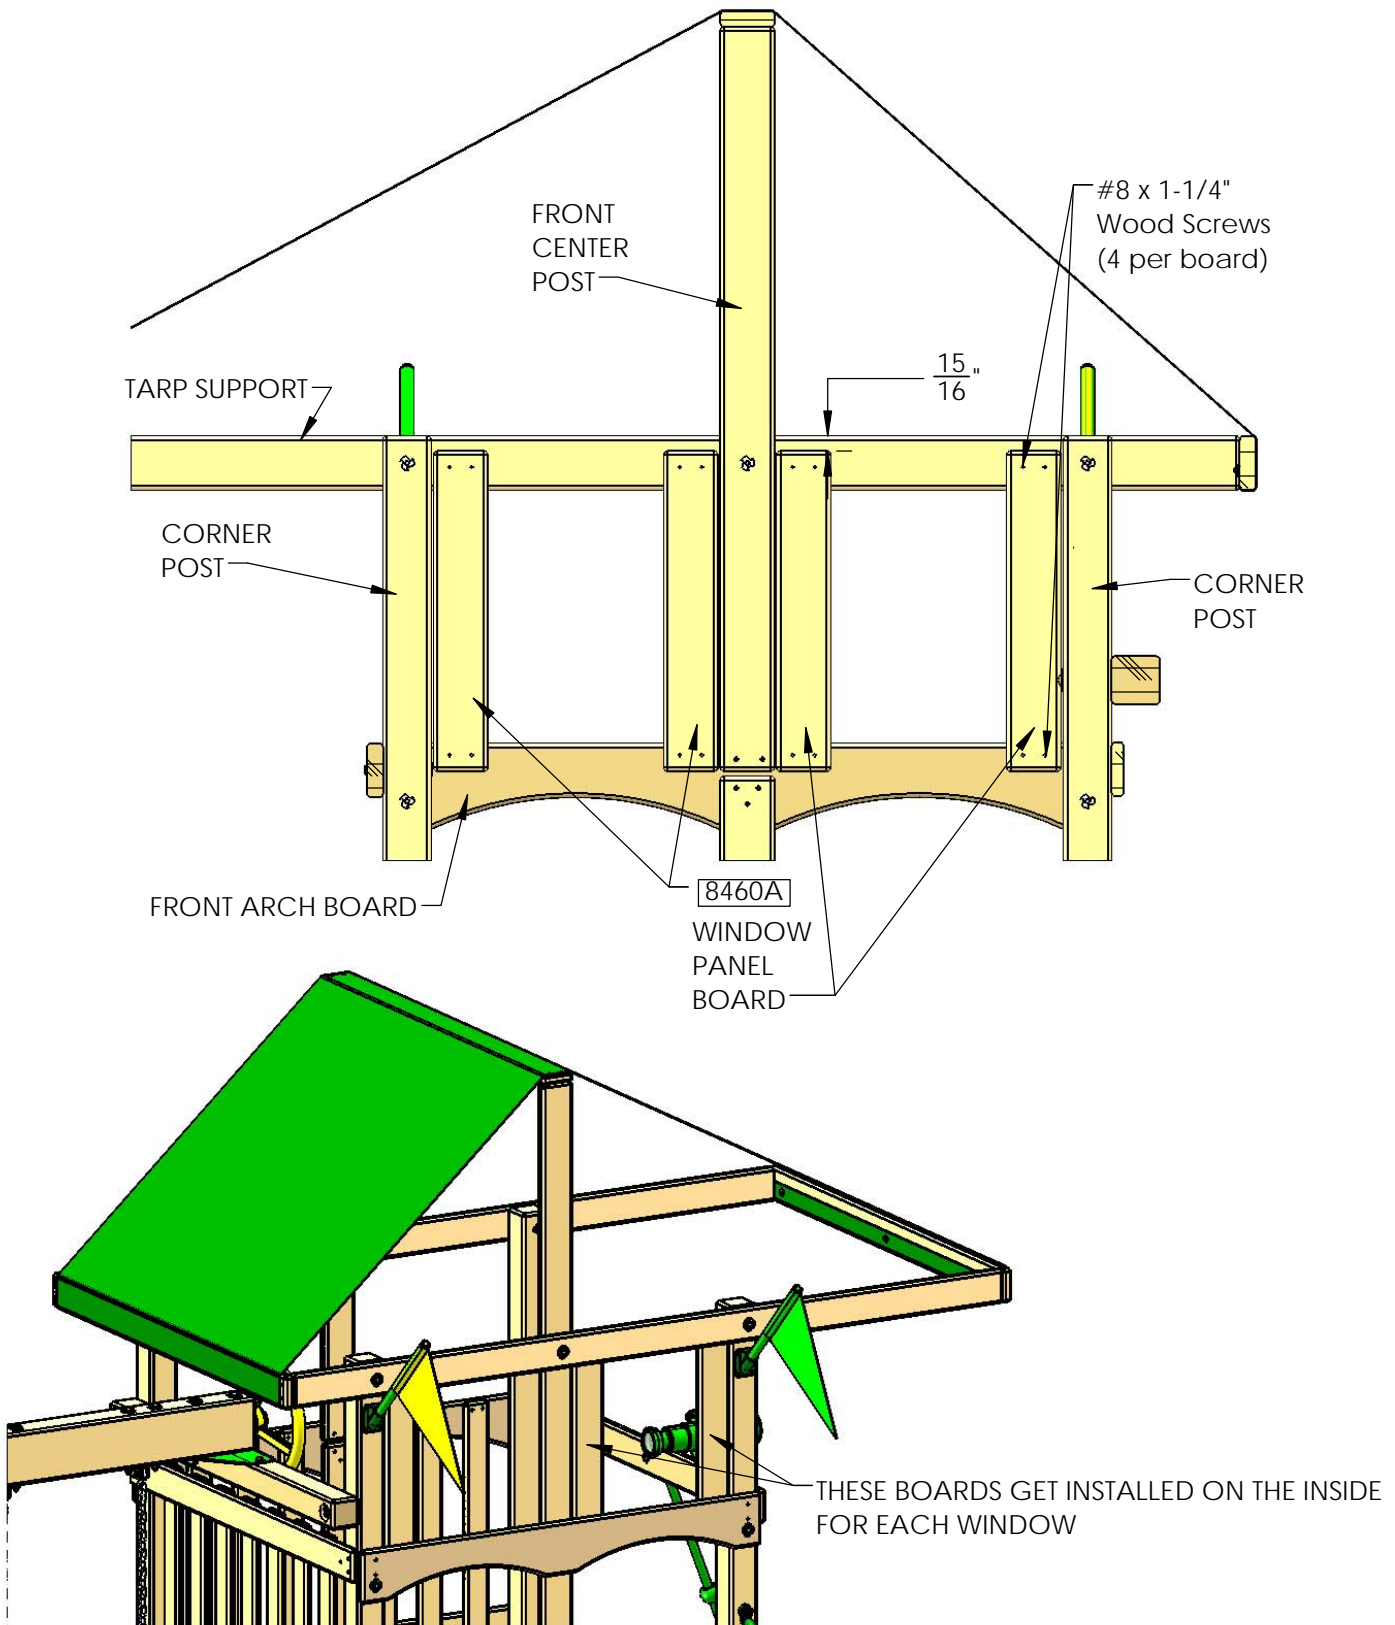 #8 x 1-1/4"
Wood Screws
(4 per board)
FRONT
CENTER
POST
15
16 "
TARP SUPPORT
CORNER
POST
CORNER
POST
8460A
FRONT ARCH BOARD
WINDOW
PANEL
BOARD
THESE BOARDS GET INSTALLED ON THE INSIDE
FOR EACH WINDOW